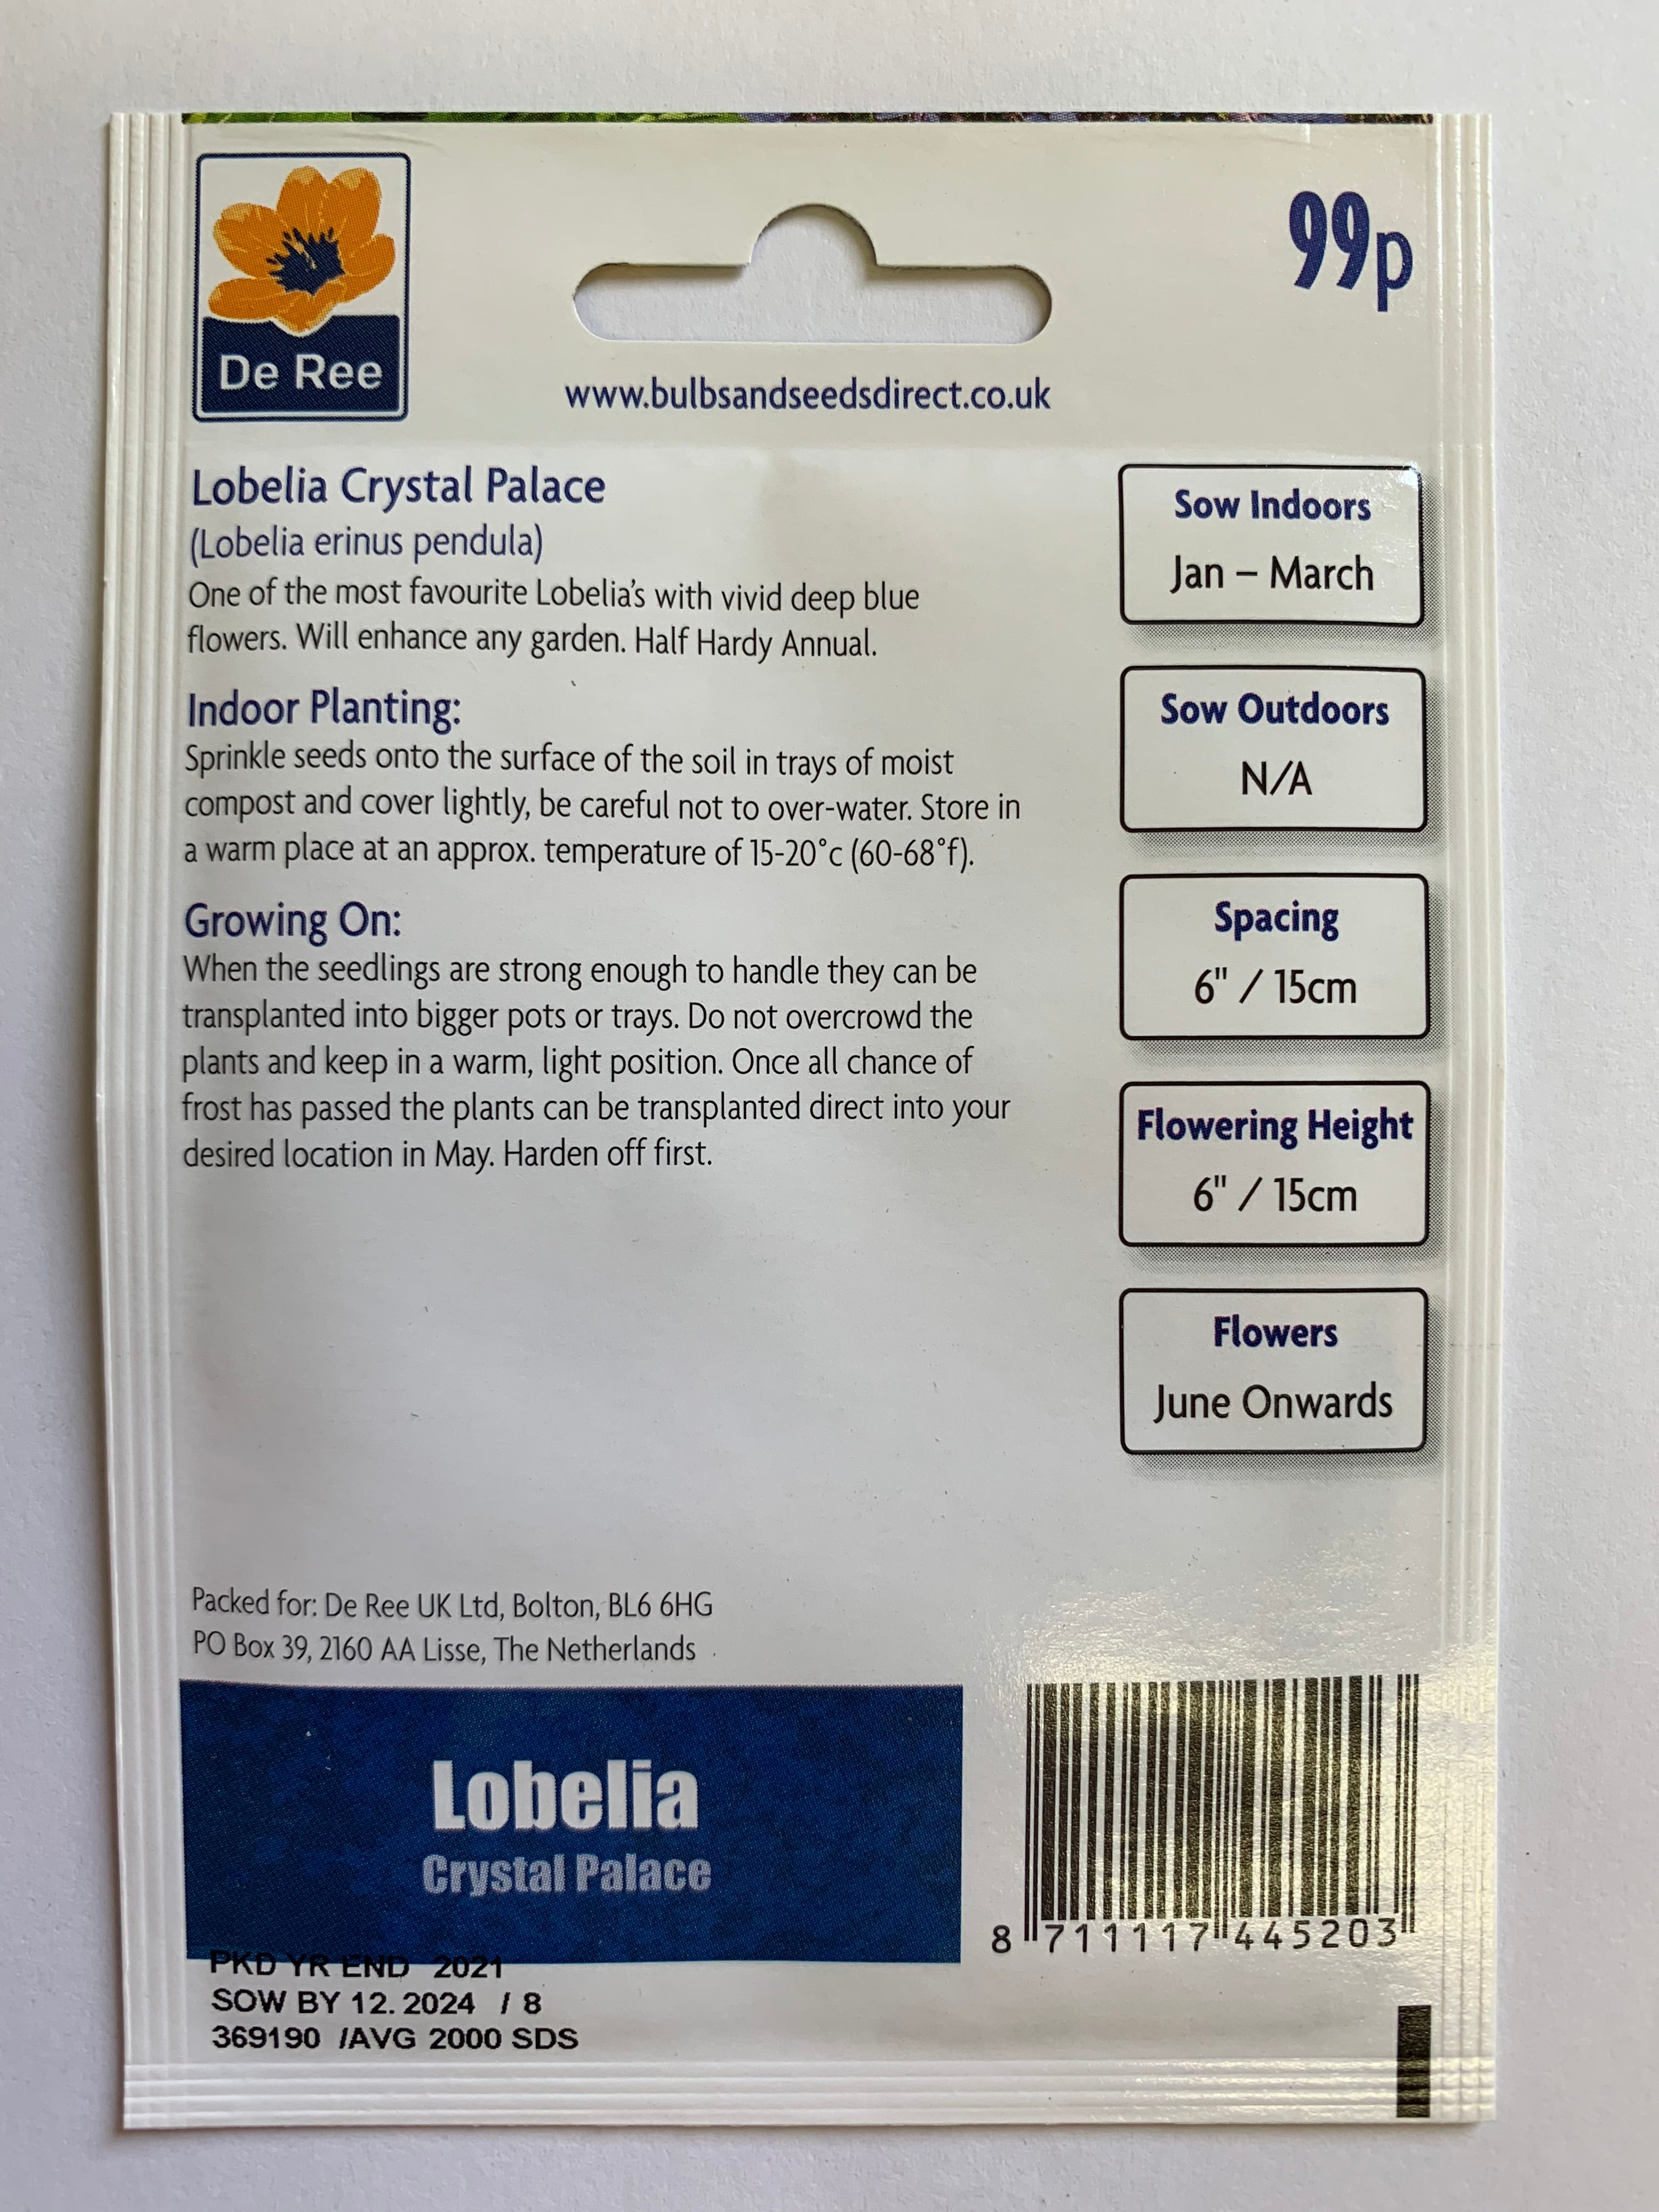 De Ree
99p
www.bulbsandseedsdirect.co.uk
Lobelia Crystal Palace
(Lobelia erinus pendula)
One of the most favourite Lobelia's with vivid deep blue
flowers. Will enhance any garden. Half Hardy Annual.
Indoor Planting:
Sprinkle seeds onto the surface of the soil in trays of moist
compost and cover lightly, be careful not to over-water. Store in
a warm place at an approx. temperature of 15-20°c (60-68°f).
Growing On:
When the seedlings are strong enough to handle they can be
transplanted into bigger pots or trays. Do not overcrowd the
plants and keep in a warm, light position. Once all chance of
frost has passed the plants can be transplanted direct into your
desired location in May. Harden off first.
Sow Indoors
Jan – March
Sow Outdoors
N/A
Spacing
6" / 15cm
Flowering Height
6" / 15cm
Flowers
June Onwards
Packed for: De Ree UK Ltd, Bolton, BL6 6HG
PO Box 39, 2160 AA Lisse, The Netherlands
Lobelia
Crystal Palace
8 711117 445203
PKD YR END 2021
SOW BY 12. 2024 / 8
369190 /AVG 2000 SDS